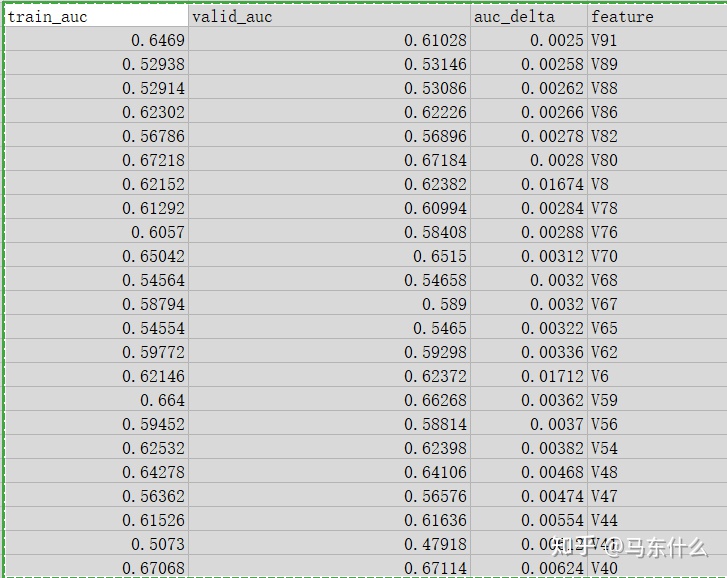 train_auc valid_auc auc_delta feature
0.6469 0.61028 0.0025 V91
0.52938 0.53146 0.00258 V89
0.52914 0.53086 0.00262 V88
0.62302 0.62226 0.00266 V86
0.56786 0.56896 0.00278 V82
0.67218 0.67184 0.0028 V80
0.62152 0.62382 0.01674 V8
0.61292 0.60994 0.00284 V78
0.6057 0.58408 0.00288 V76
0.65042 0.6515 0.00312 V70
0.54564 0.54658 0.0032 V68
0.58794 0.589 0.0032 V67
0.54554 0.5465 0.00322 V65
0.59772 0.59298 0.00336 V62
0.62146 0.62372 0.01712 V6
0.664 0.66268 0.00362 V59
0.59452 0.58814 0.0037 V56
0.62532 0.62398 0.00382 V54
0.64278 0.64106 0.00468 V48
0.56362 0.56576 0.00474 V47
0.61526 0.61636 0.00554 V44
0.5073 0.47918 V41
知乎 @马东什么
0.67068 0.67114 0.00624 V40